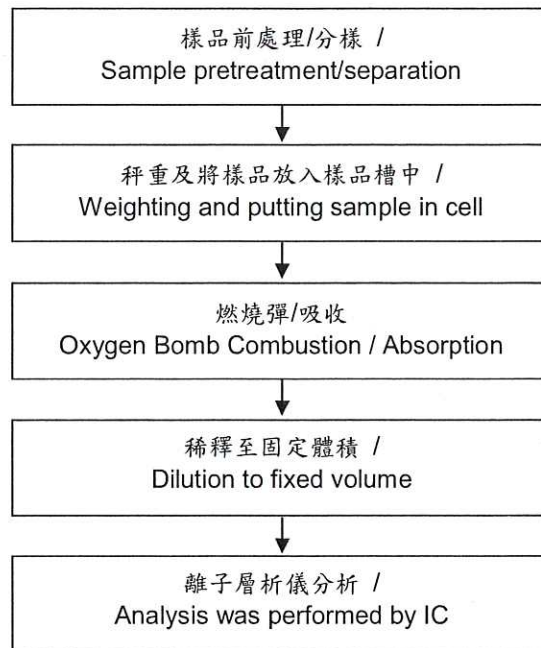 樣品前處理/分樣 /
Sample pretreatment/separation
秤重及將樣品放入樣品槽中 /
Weighting and putting sample in cell
燃燒彈/吸收
Oxygen Bomb Combustion / Absorption
稀釋至固定體積 /
Dilution to fixed volume
離子層析儀分析 /
Analysis was performed by IC